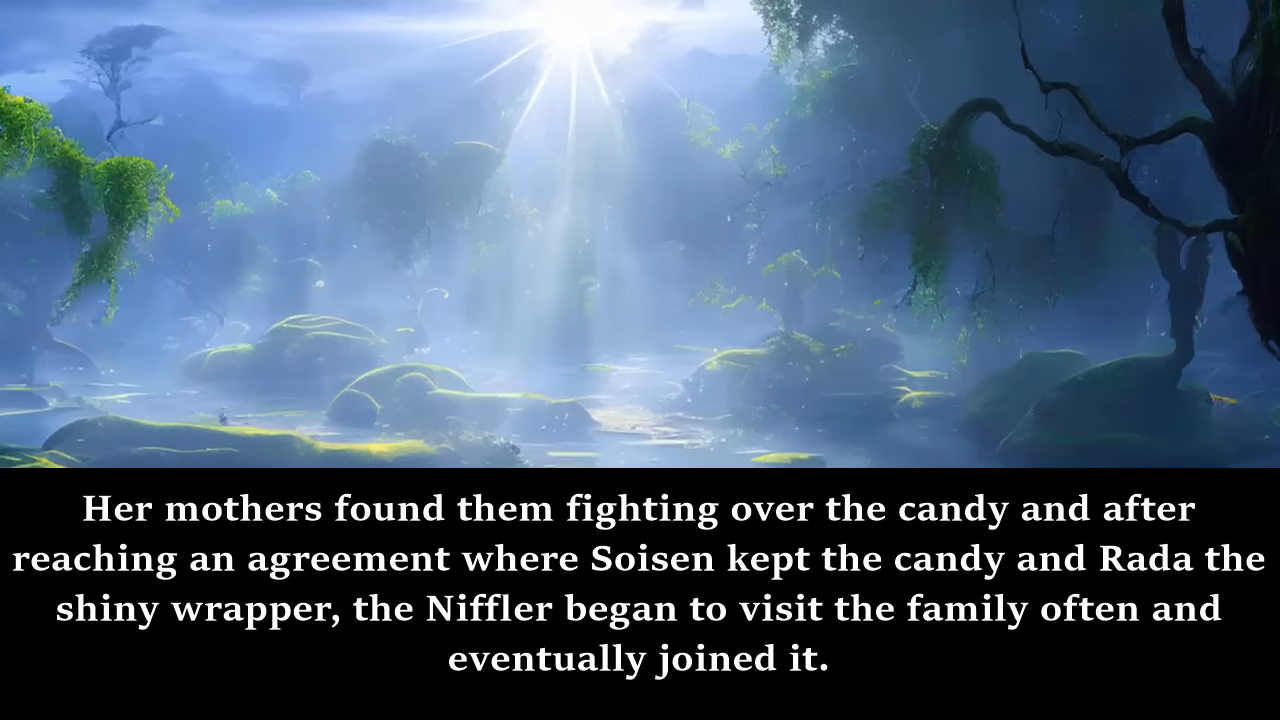 Her mothers found them fighting over the candy and after
reaching an agreement where Soisen kept the candy and Rada the
shiny wrapper, the Niffler began to visit the family often and
eventually joined it.